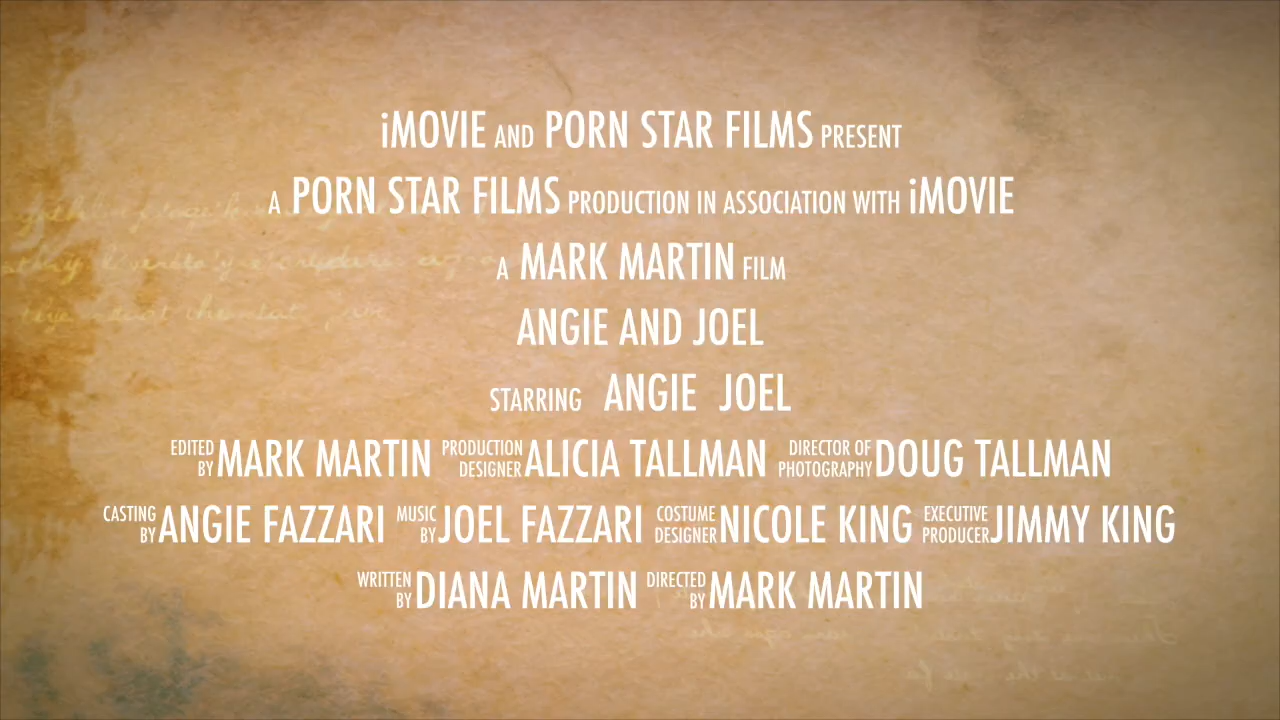 iMOVIE AND PORN STAR FILMS PRESENT
A PORN STAR FILMS PRODUCTION IN ASSOCIATION WITH iMOVIE
A MARK MARTIN FILM
ANGIE AND JOEL
STARRING ANGIE JOEL
EDITED BY MARK MARTIN PRODUCTION DESIGNER ALICIA TALLMAN DIRECTOR OF PHOTOGRAPHY DOUG TALLMAN
CASTING BY ANGIE FAZZARI MUSIC BY JOEL FAZZARI COSTUME DESIGNER NICOLE KING EXECUTIVE PRODUCER JIMMY KING
WRITTEN BY DIANA MARTIN DIRECTED BY MARK MARTIN